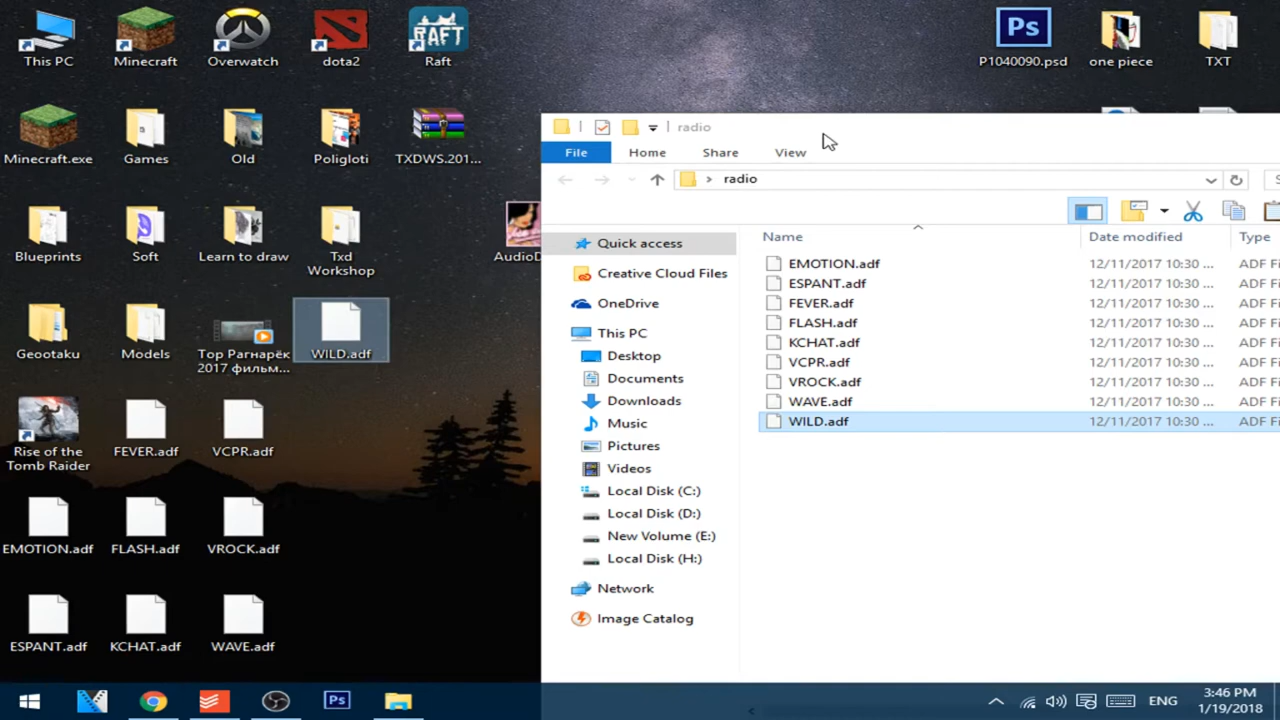 This PC
Minecraft
Overwatch
dota2
RAFT
Raft
Ps
P1040090.psd
one piece
TXT
Minecraft.exe
Games
Old
Poligloti
TXDWS.201...
Blueprints
Soft
Learn to draw
Txd
Workshop
AudioD
Geootaku
Models
Тор Рагнарёк
2017 фильм...
WILD.adf
Rise of the
Tomb Raider
FEVER.adf
VCPR.adf
EMOTION.adf
FLASH.adf
VROCK.adf
ESPANT.adf
KCHAT.adf
WAVE.adf
radio
File
Home
Share
View
radio
Name
Date modified
Type
EMOTION.adf
12/11/2017 10:30 ...
ADF Fi
ESPANT.adf
12/11/2017 10:30 ...
ADF Fi
FEVER.adf
12/11/2017 10:30 ...
ADF Fi
FLASH.adf
12/11/2017 10:30 ...
ADF Fi
KCHAT.adf
12/11/2017 10:30 ...
ADF Fi
VCPR.adf
12/11/2017 10:30 ...
ADF Fi
VROCK.adf
12/11/2017 10:30 ...
ADF Fi
WAVE.adf
12/11/2017 10:30 ...
ADF Fi
WILD.adf
12/11/2017 10:30 ...
ADF Fi
Quick access
Creative Cloud Files
OneDrive
This PC
Desktop
Documents
Downloads
Music
Pictures
Videos
Local Disk (C:)
Local Disk (D:)
New Volume (E:)
Local Disk (H:)
Network
Image Catalog
Ps
ENG
3:46 PM
1/19/2018